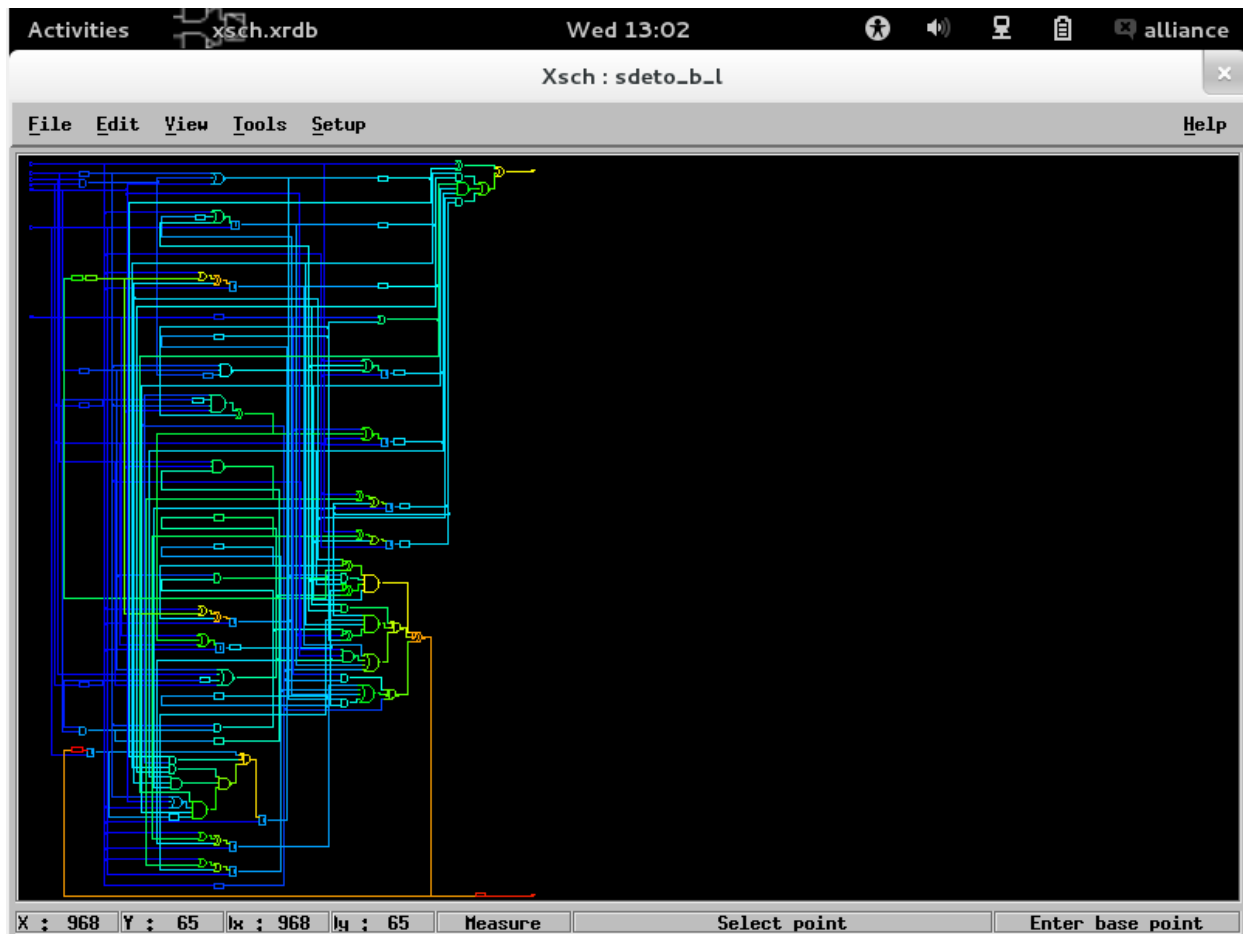 Activities xsch.xrdb Wed 13:02 alliance
Xsch : sdeto_b_l
File Edit View Tools Setup Help
X : 968 Y : 65 lx : 968 ly : 65 Measure Select point Enter base point